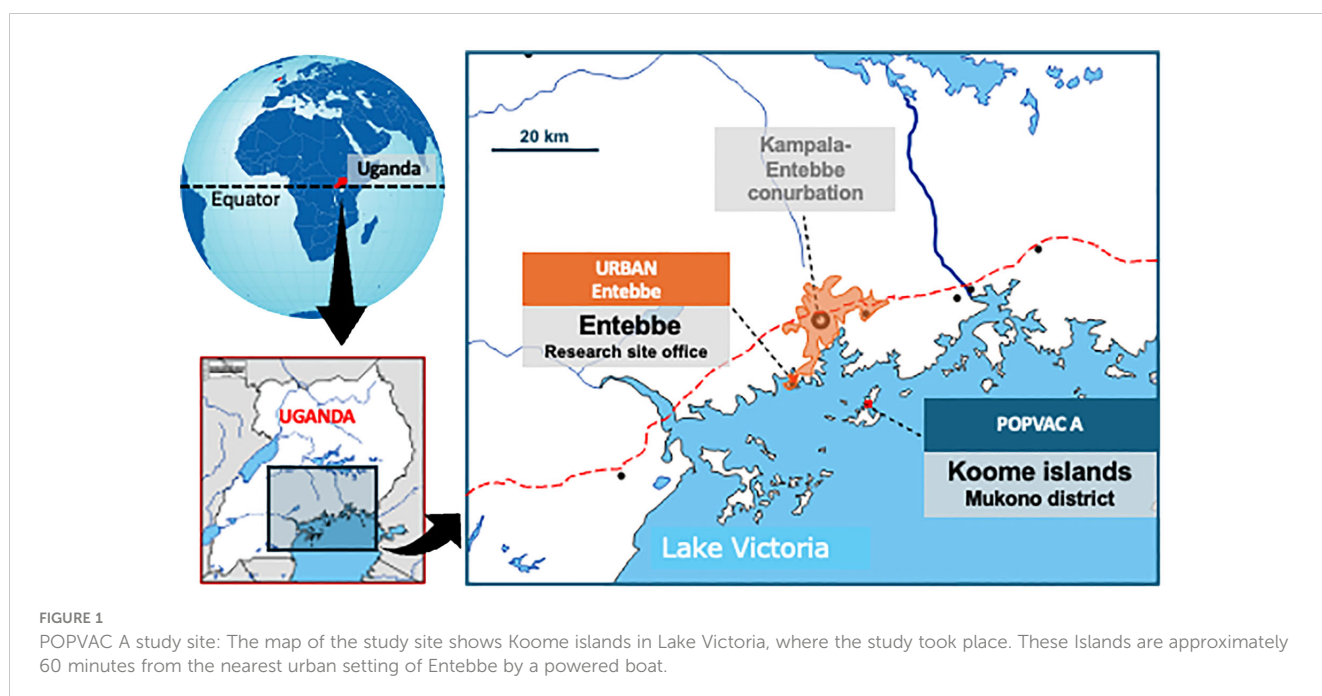 Uganda
Equator
UGANDA
20 km
Kampala-
Entebbe
conurbation
URBAN
Entebbe
Entebbe
Research site office
POPVAC A
Koome islands
Mukono district
Lake Victoria
FIGURE 1
POPVAC A study site: The map of the study site shows Koome islands in Lake Victoria, where the study took place. These Islands are approximately
60 minutes from the nearest urban setting of Entebbe by a powered boat.